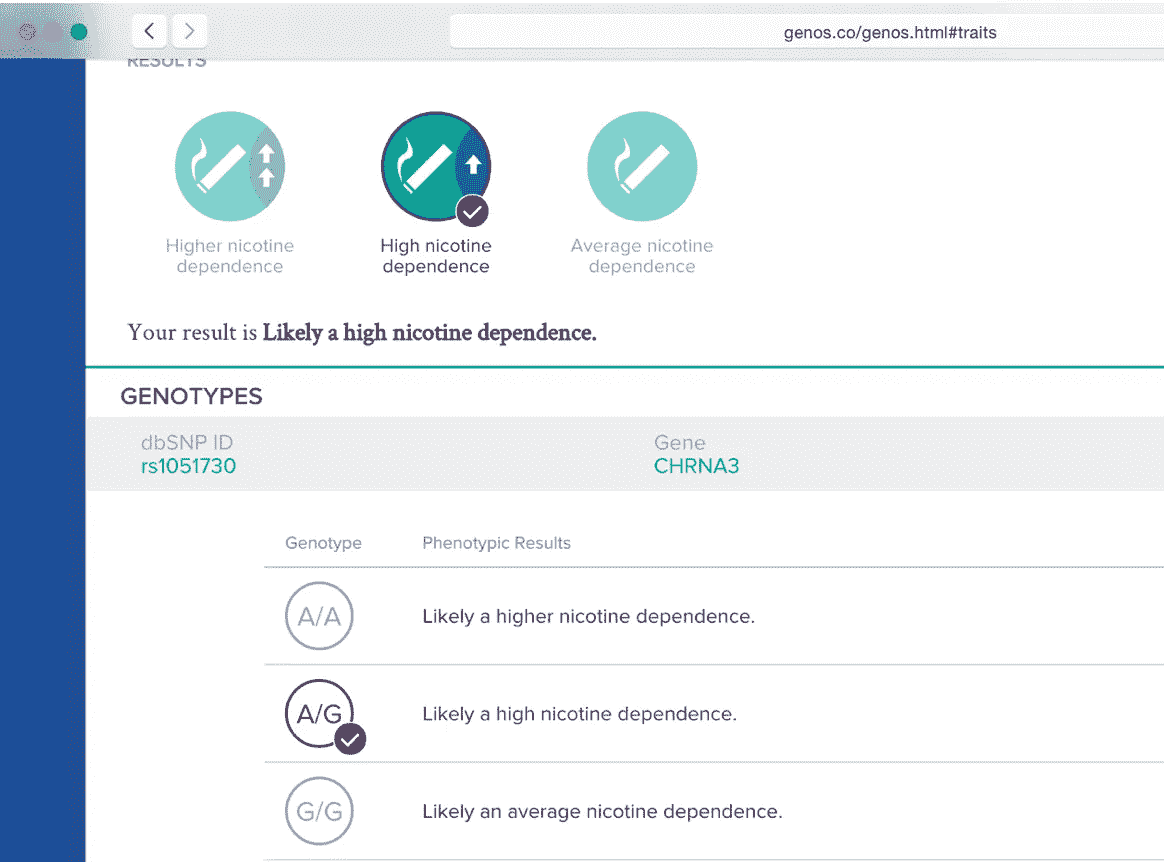 genos.co/genos.html#traits
RESULTS
Higher nicotine
dependence
High nicotine
dependence
Average nicotine
dependence
Your result is Likely a high nicotine dependence.
GENOTYPES
dbSNP ID
rs1051730
Gene
CHRNA3
Genotype
Phenotypic Results
A/A
Likely a higher nicotine dependence.
A/G
Likely a high nicotine dependence.
G/G
Likely an average nicotine dependence.